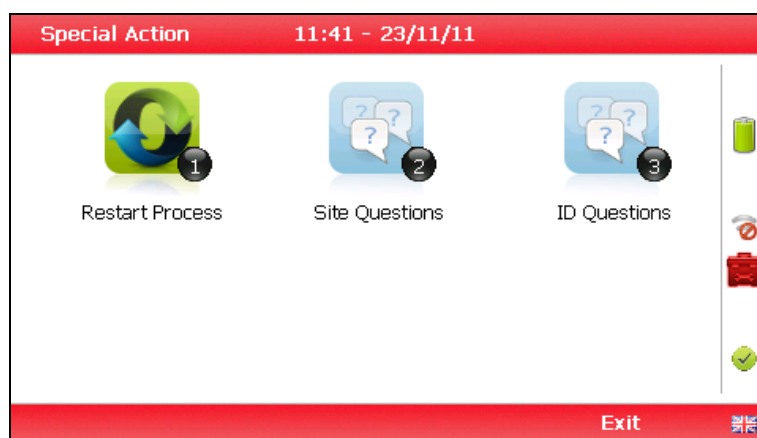 Special Action 11:41 - 23/11/11
1 2 3
? ? ? ? ? ?
Restart Process Site Questions ID Questions
Exit